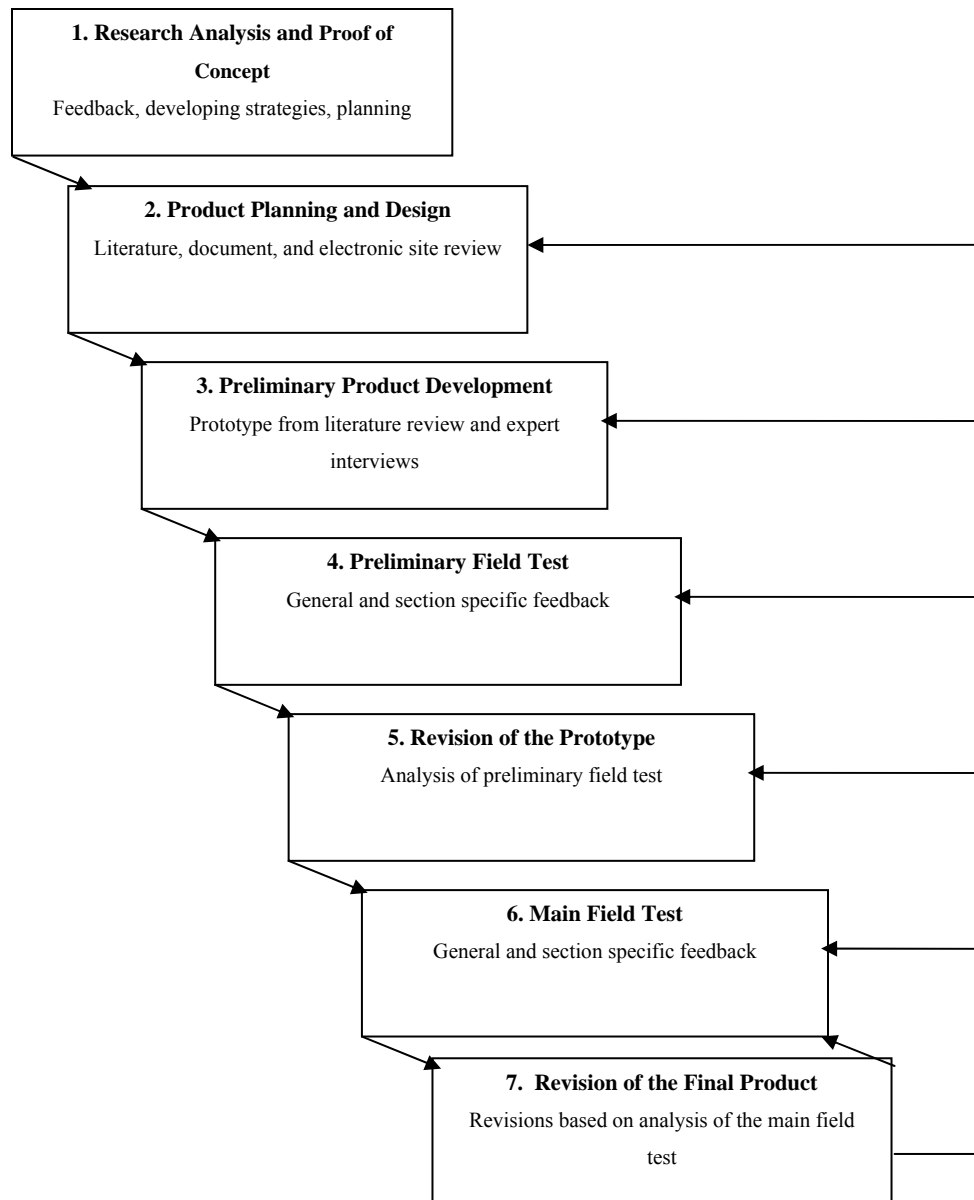 1. Research Analysis and Proof of
Concept
Feedback, developing strategies, planning
2. Product Planning and Design
Literature, document, and electronic site review
3. Preliminary Product Development
Prototype from literature review and expert
interviews
4. Preliminary Field Test
General and section specific feedback
5. Revision of the Prototype
Analysis of preliminary field test
6. Main Field Test
General and section specific feedback
7. Revision of the Final Product
Revisions based on analysis of the main field
test